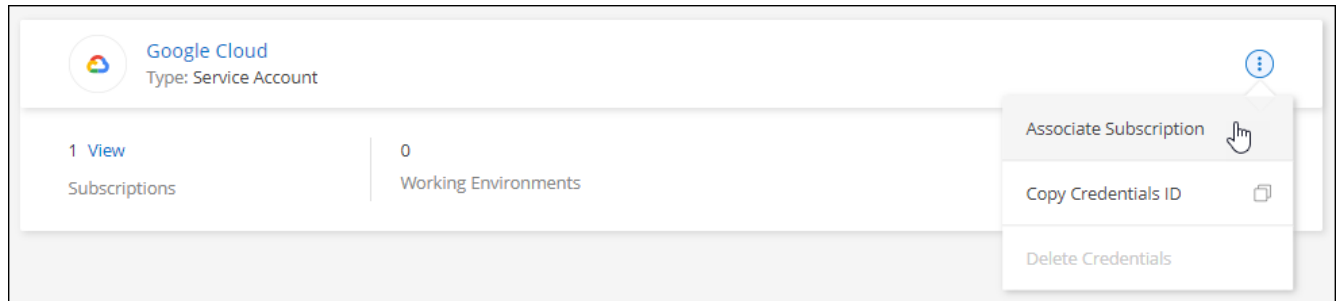 Google Cloud
Type: Service Account
Associate Subscription
1 View
0
Subscriptions
Working Environments
Copy Credentials ID
Delete Credentials